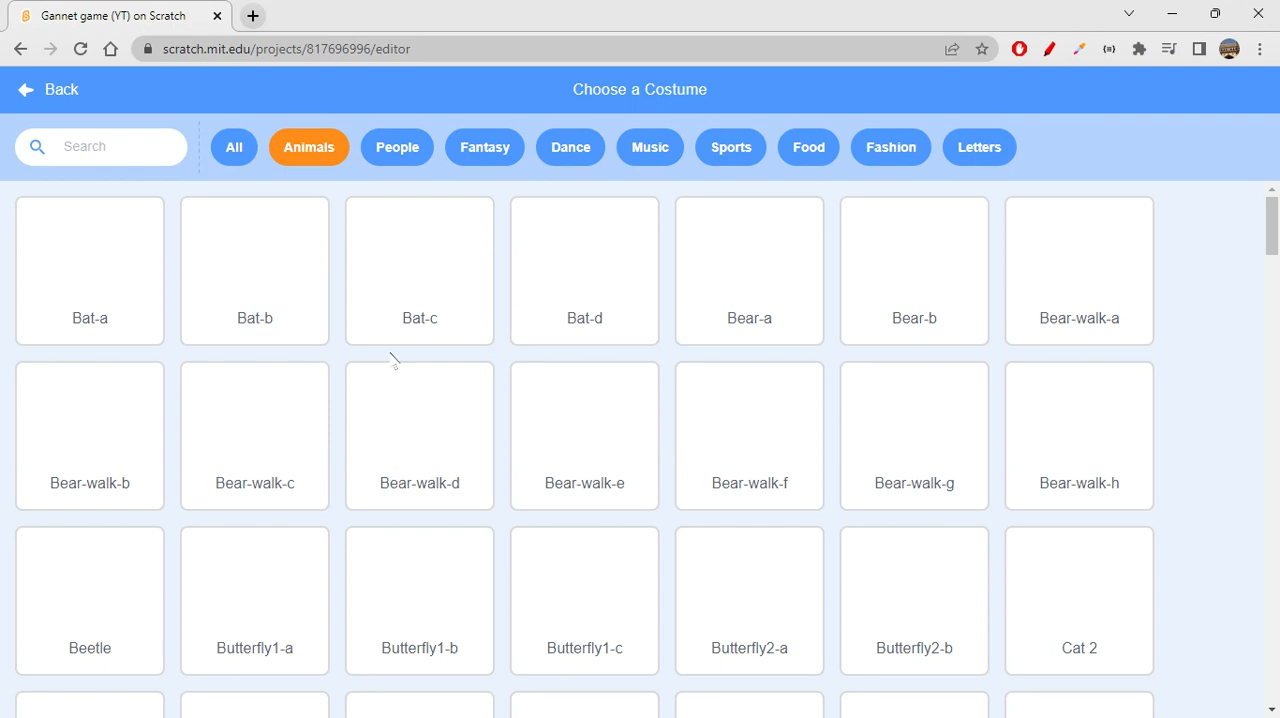 Gannet game (YT) on Scratch
scratch.mit.edu/projects/817696996/editor
Back
Choose a Costume
Search
All
Animals
People
Fantasy
Dance
Music
Sports
Food
Fashion
Letters
Bat-a
Bat-b
Bat-c
Bat-d
Bear-a
Bear-b
Bear-walk-a
Bear-walk-b
Bear-walk-c
Bear-walk-d
Bear-walk-e
Bear-walk-f
Bear-walk-g
Bear-walk-h
Beetle
Butterfly1-a
Butterfly1-b
Butterfly1-c
Butterfly2-a
Butterfly2-b
Cat 2